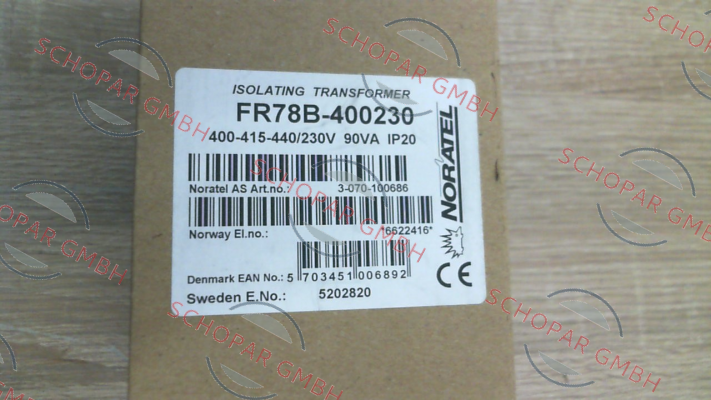 ISOLATING TRANSFORMER
FR78B-400230
400-415-440/230V 90VA IP20
Noratel AS Art.no.: 3-070-100686
Norway El.no.: *6622416*
Denmark EAN No.: 5 703451 006892
Sweden E.No.: 5202820
NORATEL
CE
SCHOPAR GMBH
SCHOPAR GMBH
SCHOPAR GMBH
SCHOPAR GMBH
SCHOPAR GMBH
SCHOPAR GMBH
SCHOPAR GMBH
SCHOPAR GMBH